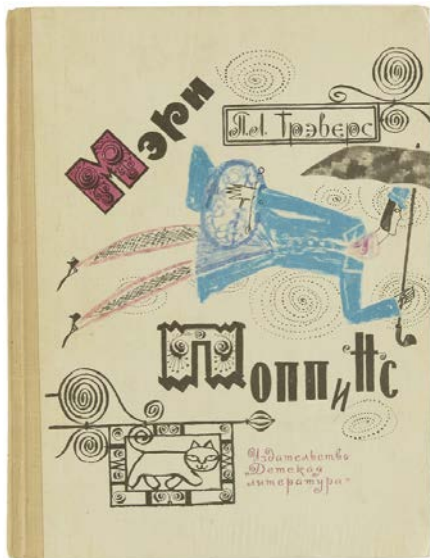 Мэри
П.Л. Трэверс
Поппинс
Издательство
"Детская
литература"